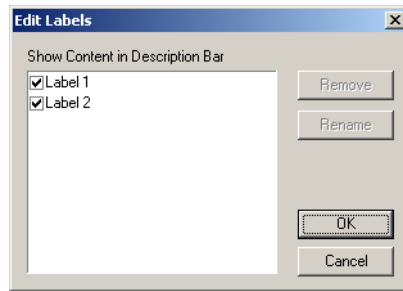 Edit Labels
Show Content in Description Bar
Label 1
Label 2
Remove
Rename
OK
Cancel